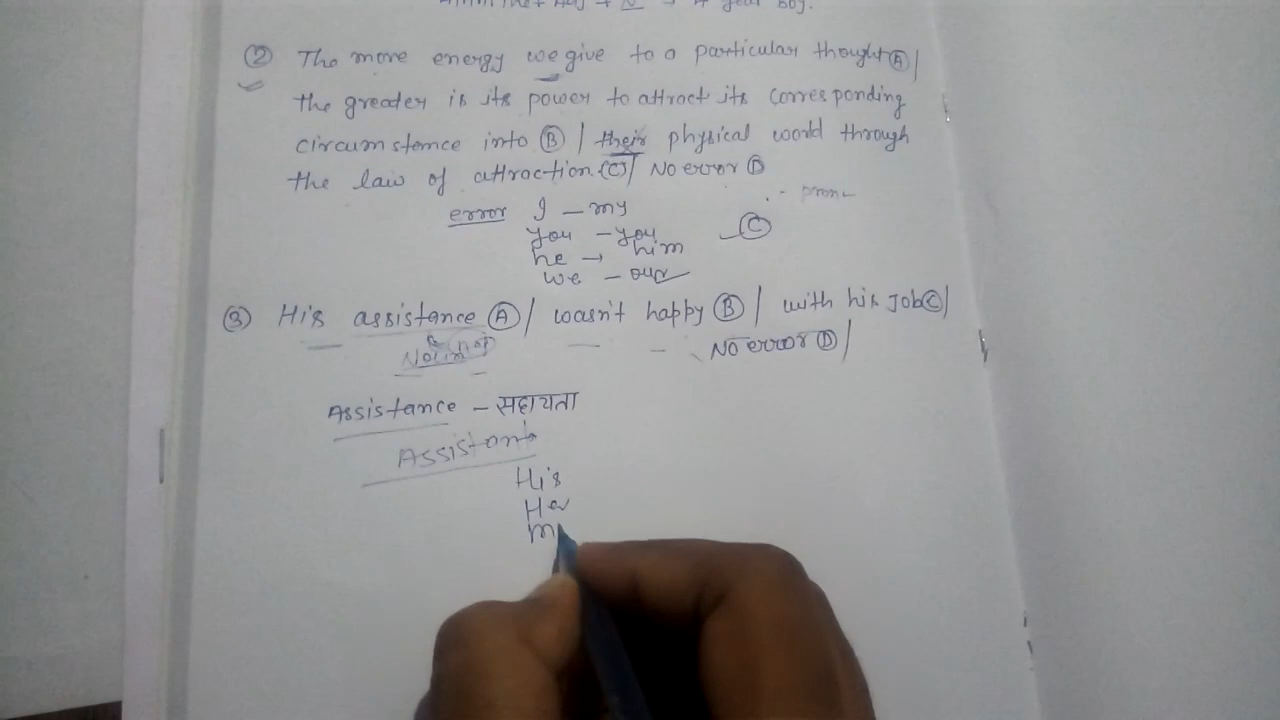 ② The more energy we give to a particular thought Ⓐ/
the greater is its power to attract its corresponding
circumstance into Ⓑ / their physical world through
the law of attraction (C)/ No error Ⓓ
error I – my
you – you Ⓒ
he → him
we – our
③ His assistance Ⓐ / wasn't happy Ⓑ / with his Job Ⓒ/
No error Ⓓ/
Assistance – सहायता
Assistant
His
Her
m